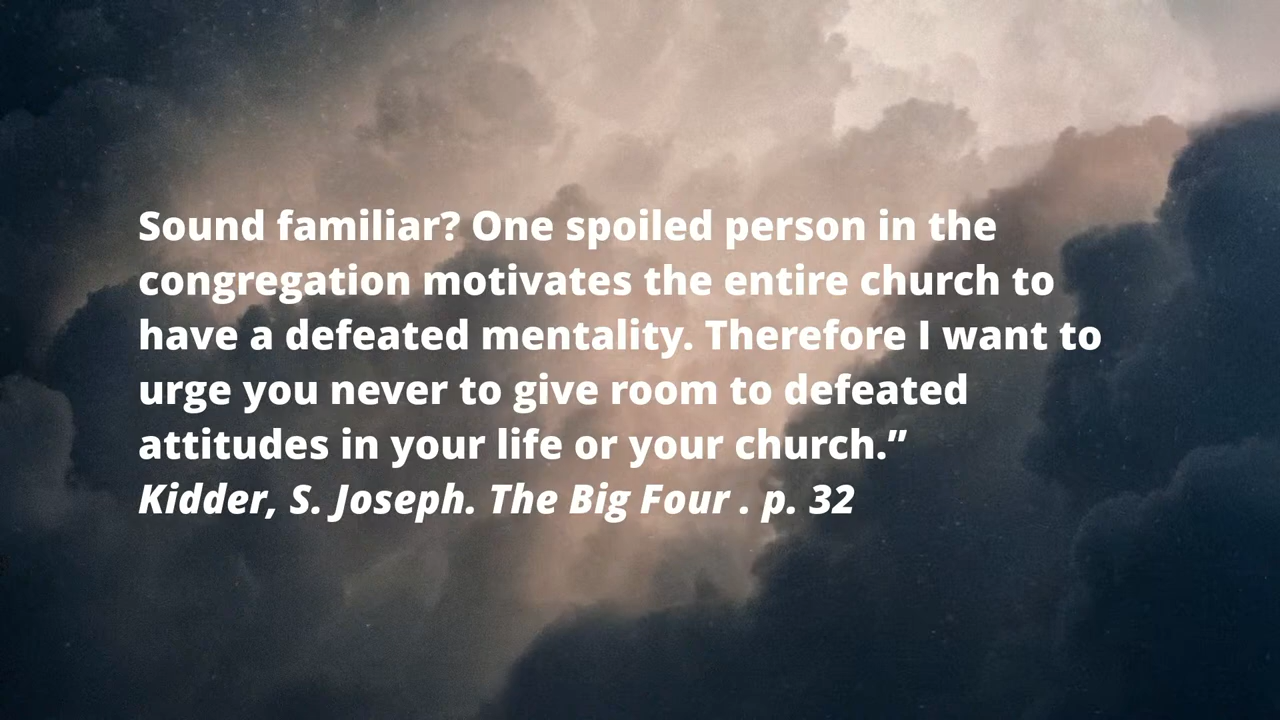 Sound familiar? One spoiled person in the
congregation motivates the entire church to
have a defeated mentality. Therefore I want to
urge you never to give room to defeated
attitudes in your life or your church.”
Kidder, S. Joseph. The Big Four . p. 32